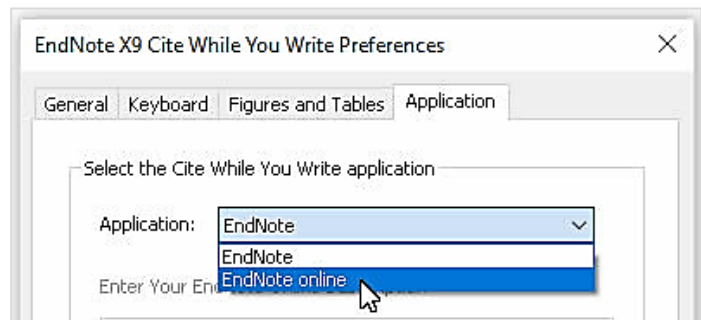 EndNote X9 Cite While You Write Preferences
General Keyboard Figures and Tables Application
Select the Cite While You Write application
Application: EndNote
EndNote
EndNote online
Enter Your